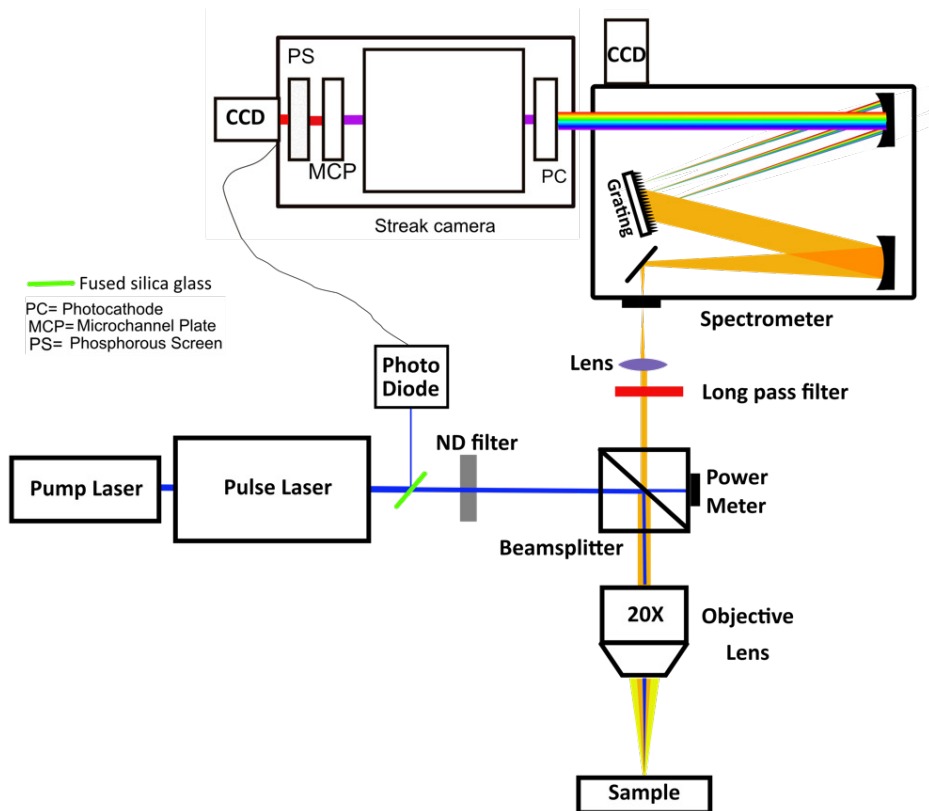 PS
CCD
CCD
MCP
PC
Streak camera
Grating
Spectrometer
Fused silica glass
PC= Photocathode
MCP= Microchannel Plate
PS= Phosphorous Screen
Photo
Diode
Lens
Long pass filter
ND filter
Pump Laser
Pulse Laser
Power
Meter
Beamsplitter
20X
Objective
Lens
Sample